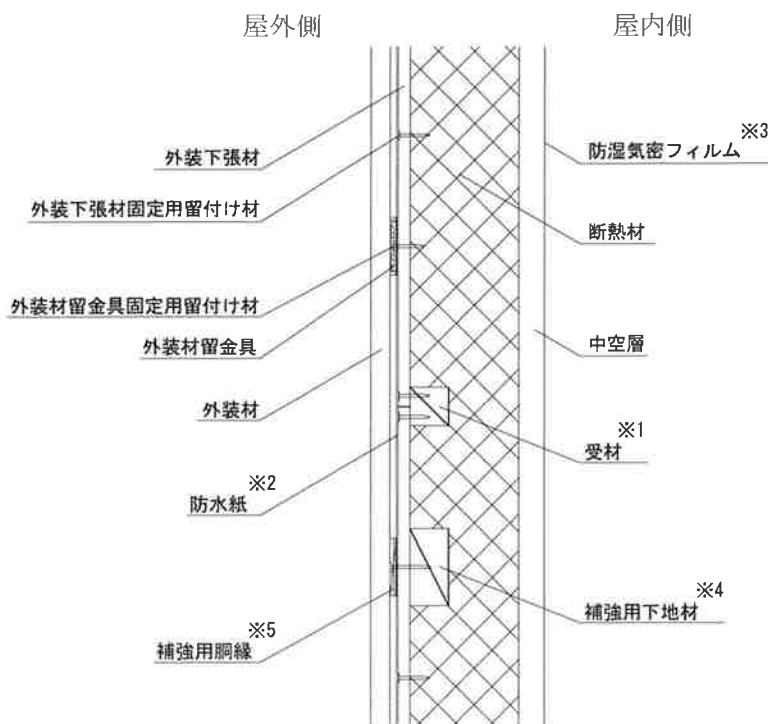 屋外側
屋内側
外装下張材
外装下張材固定用留付け材
外装材留金具固定用留付け材
外装材留金具
外装材
防水紙※2
補強用胴縁※5
防湿気密フィルム※3
断熱材
中空層
受材※1
補強用下地材※4